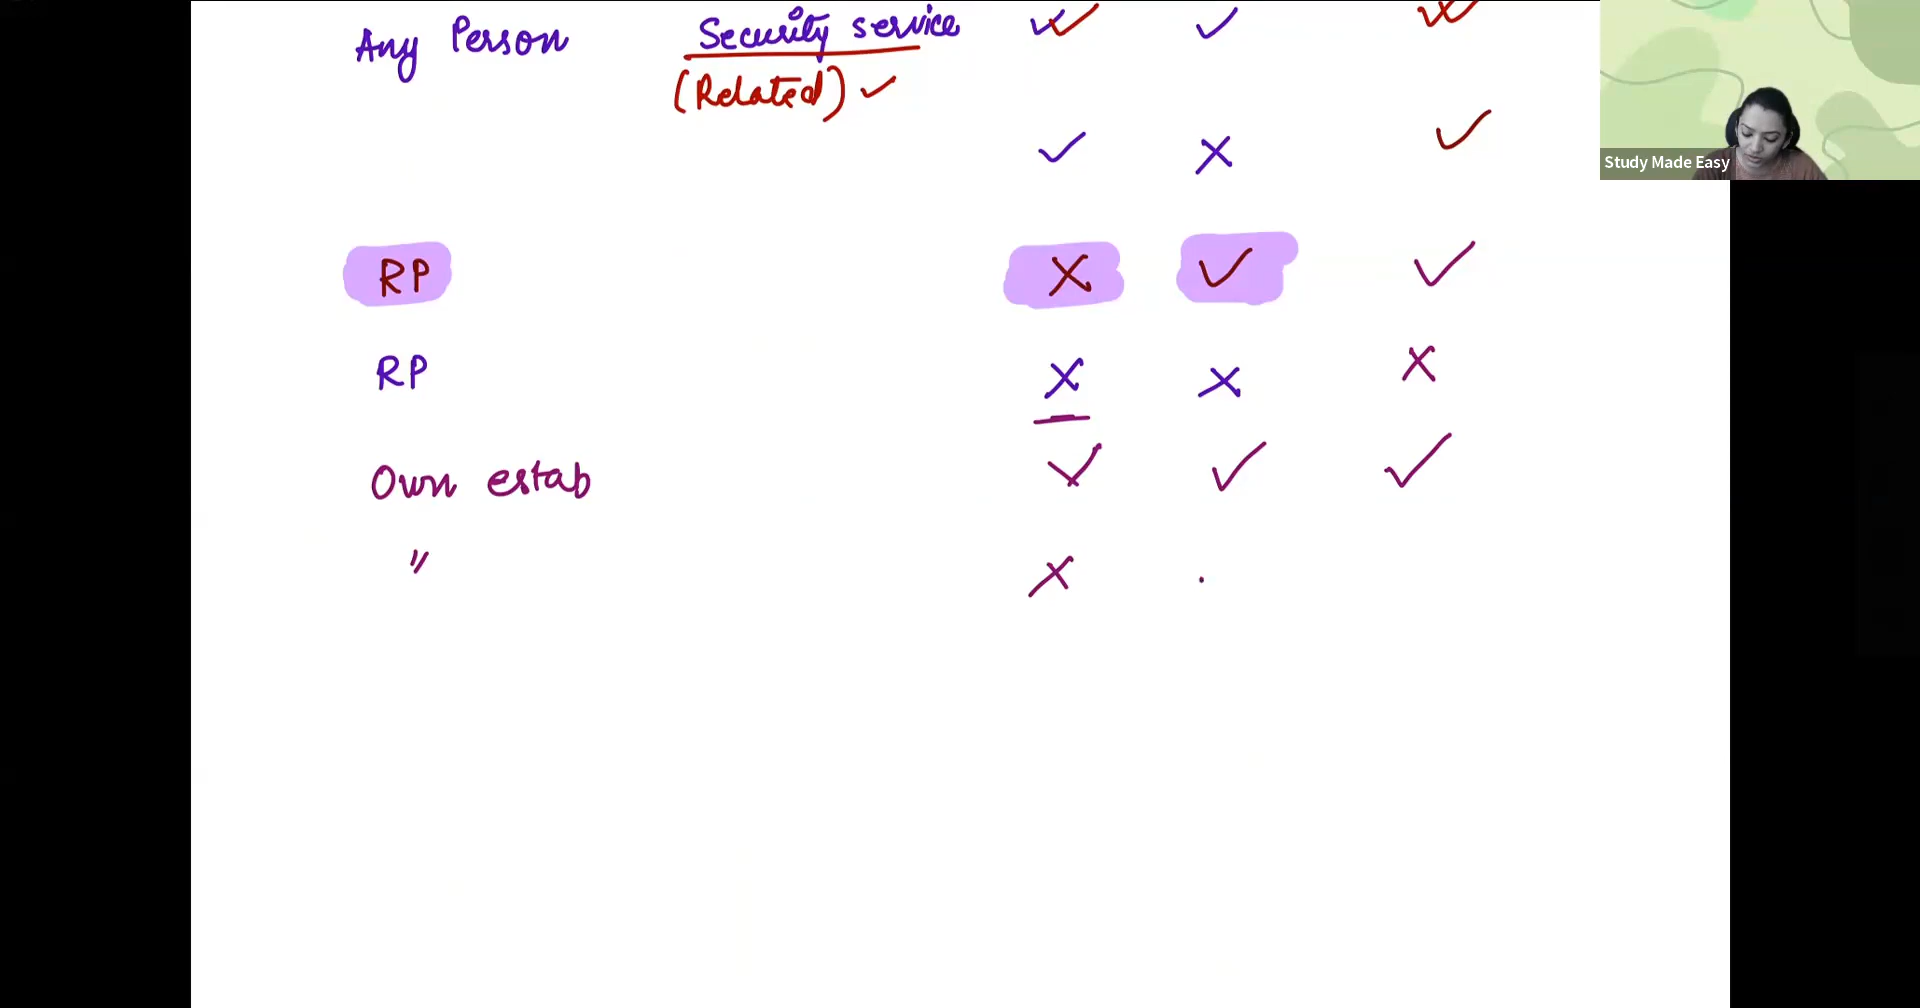 Any Person Security service ✓✓ ✓ ✓✓
(Related) ✓
✓ ✗ ✓
Study Made Easy
RP ✗ ✓ ✓
RP ✗ ✗ ✗
Own estab ✓ ✓ ✓
〃 ✗